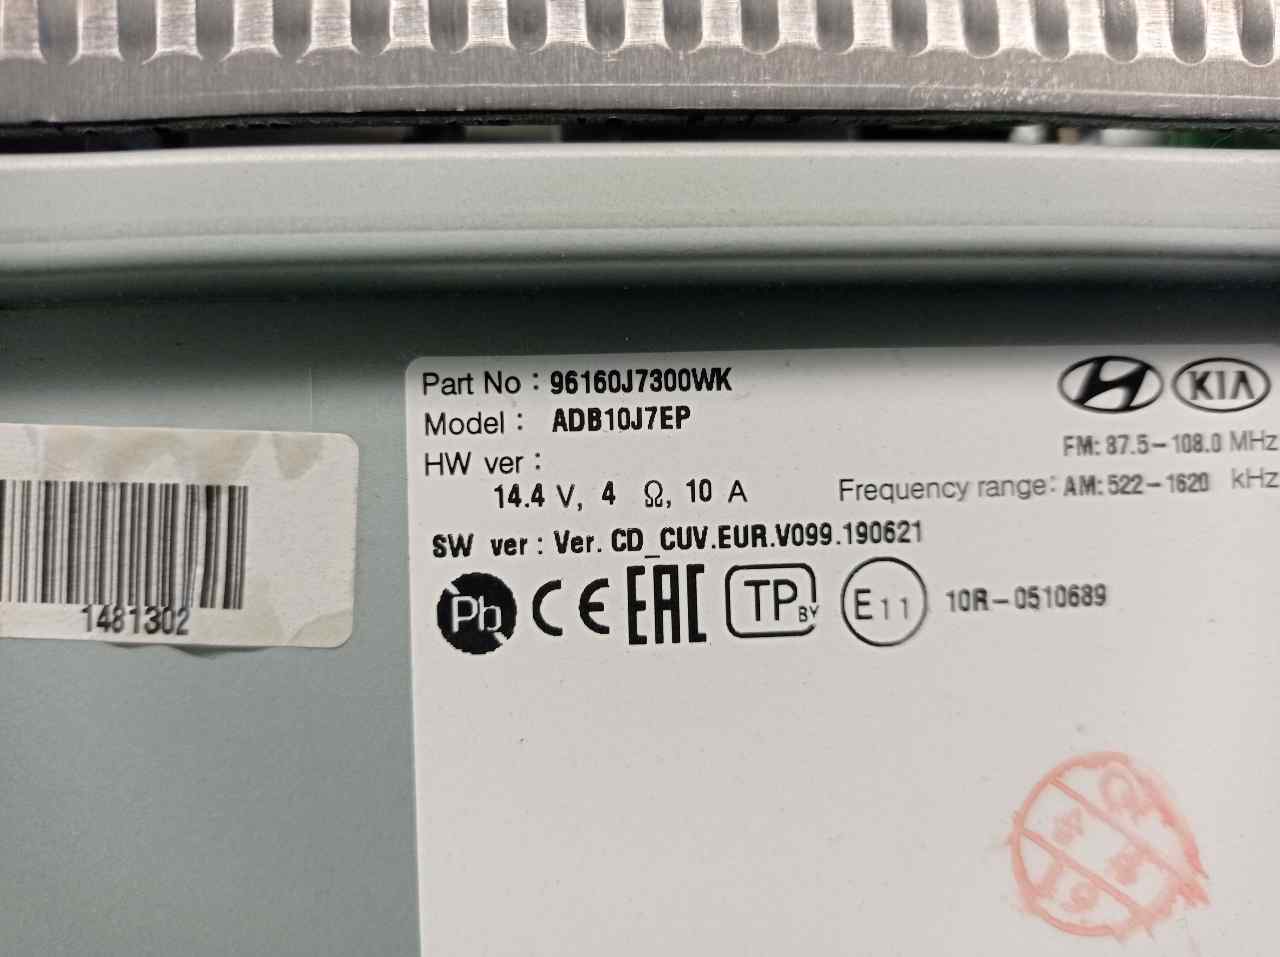 Part No : 96160J7300WK
Model : ADB10J7EP
HW ver :
14.4 V, 4 Ω, 10 A
KIA
FM: 87.5-108.0 MHz
Frequency range: AM: 522-1620 kHz
SW ver : Ver. CD_CUV.EUR.V099.190621
Pb CE EAC TP BY E11 10R-0510689
1481302